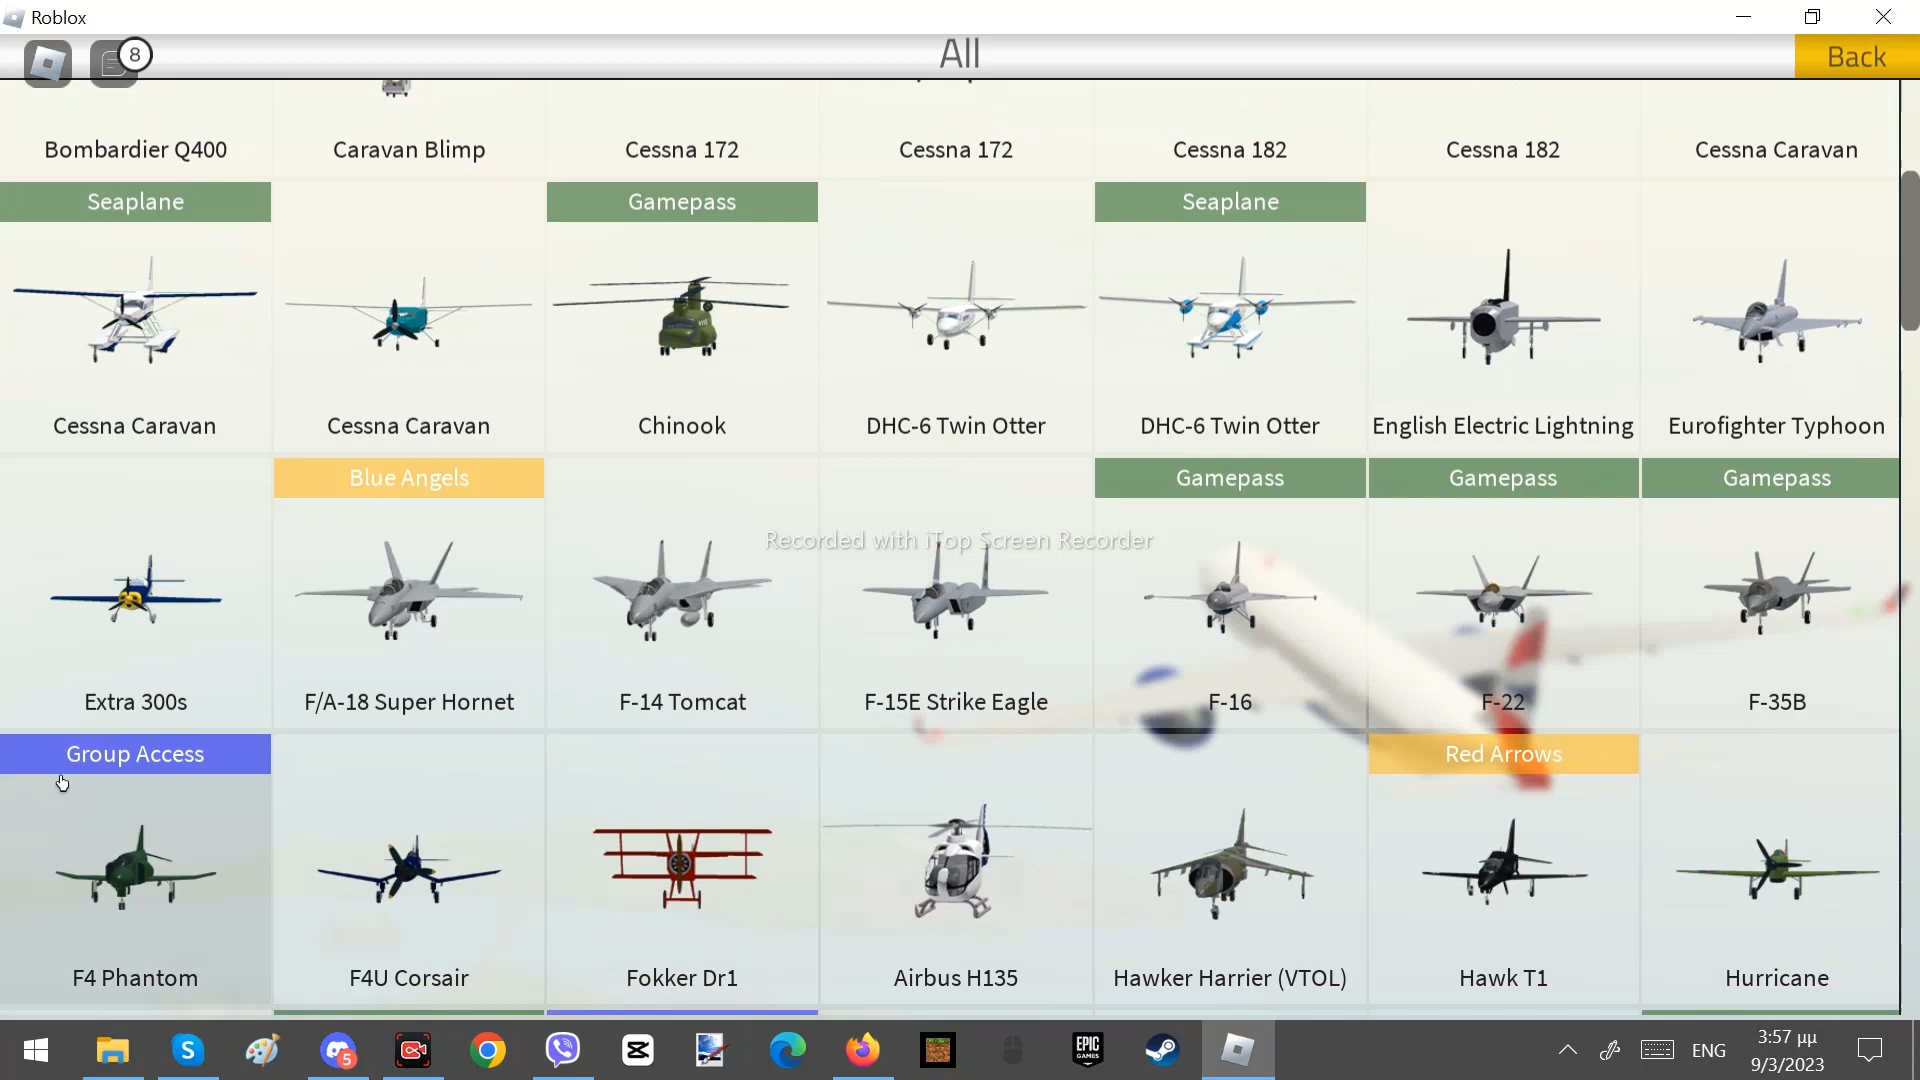 Roblox
8
All
Back
Bombardier Q400
Caravan Blimp
Cessna 172
Cessna 172
Cessna 182
Cessna 182
Cessna Caravan
Seaplane
Gamepass
Seaplane
Cessna Caravan
Cessna Caravan
Chinook
DHC-6 Twin Otter
DHC-6 Twin Otter
English Electric Lightning
Eurofighter Typhoon
Blue Angels
Gamepass
Gamepass
Gamepass
Recorded with iTop Screen Recorder
Extra 300s
F/A-18 Super Hornet
F-14 Tomcat
F-15E Strike Eagle
F-16
F-22
F-35B
Group Access
Red Arrows
F4 Phantom
F4U Corsair
Fokker Dr1
Airbus H135
Hawker Harrier (VTOL)
Hawk T1
Hurricane
S
5
EPIC
GAMES
ENG
3:57 μμ
9/3/2023